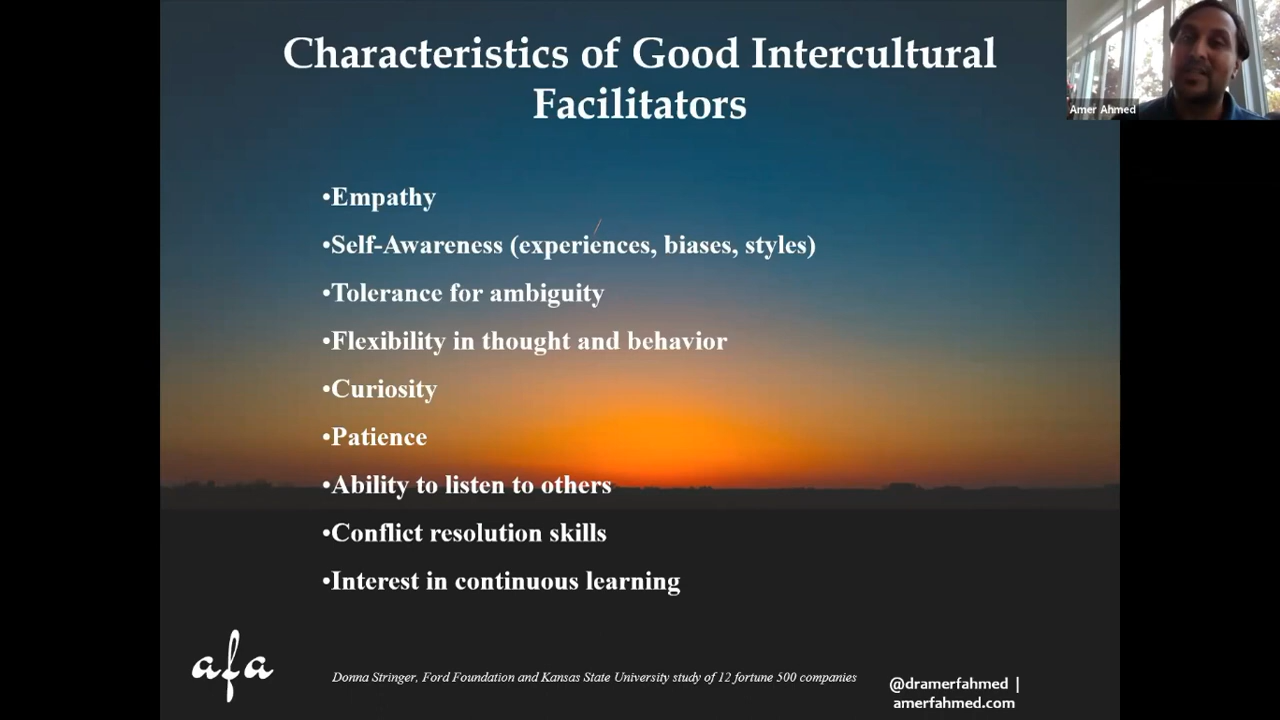 Characteristics of Good Intercultural
Facilitators
Amer Ahmed
•Empathy
•Self-Awareness (experiences, biases, styles)
•Tolerance for ambiguity
•Flexibility in thought and behavior
•Curiosity
•Patience
•Ability to listen to others
•Conflict resolution skills
•Interest in continuous learning
afa
Donna Stringer, Ford Foundation and Kansas State University study of 12 fortune 500 companies
@dramerfahmed |
amerfahmed.com